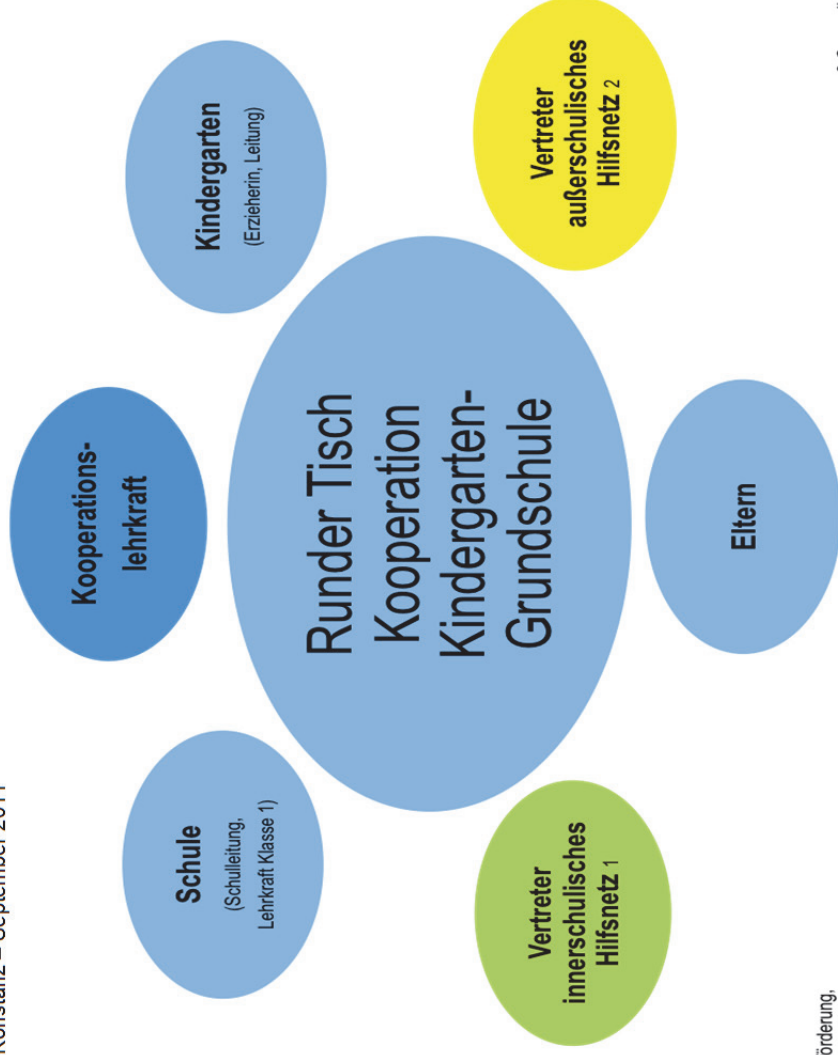 Konstanz – September 2011
Kooperations-
lehrkraft
Schule
(Schulleitung,
Lehrkraft Klasse 1)
Kindergarten
(Erzieherin, Leitung)
Runder Tisch
Kooperation
Kindergarten-
Grundschule
Vertreter
innerschulisches
Hilfsnetz 1
Vertreter
außerschulisches
Hilfsnetz 2
Eltern